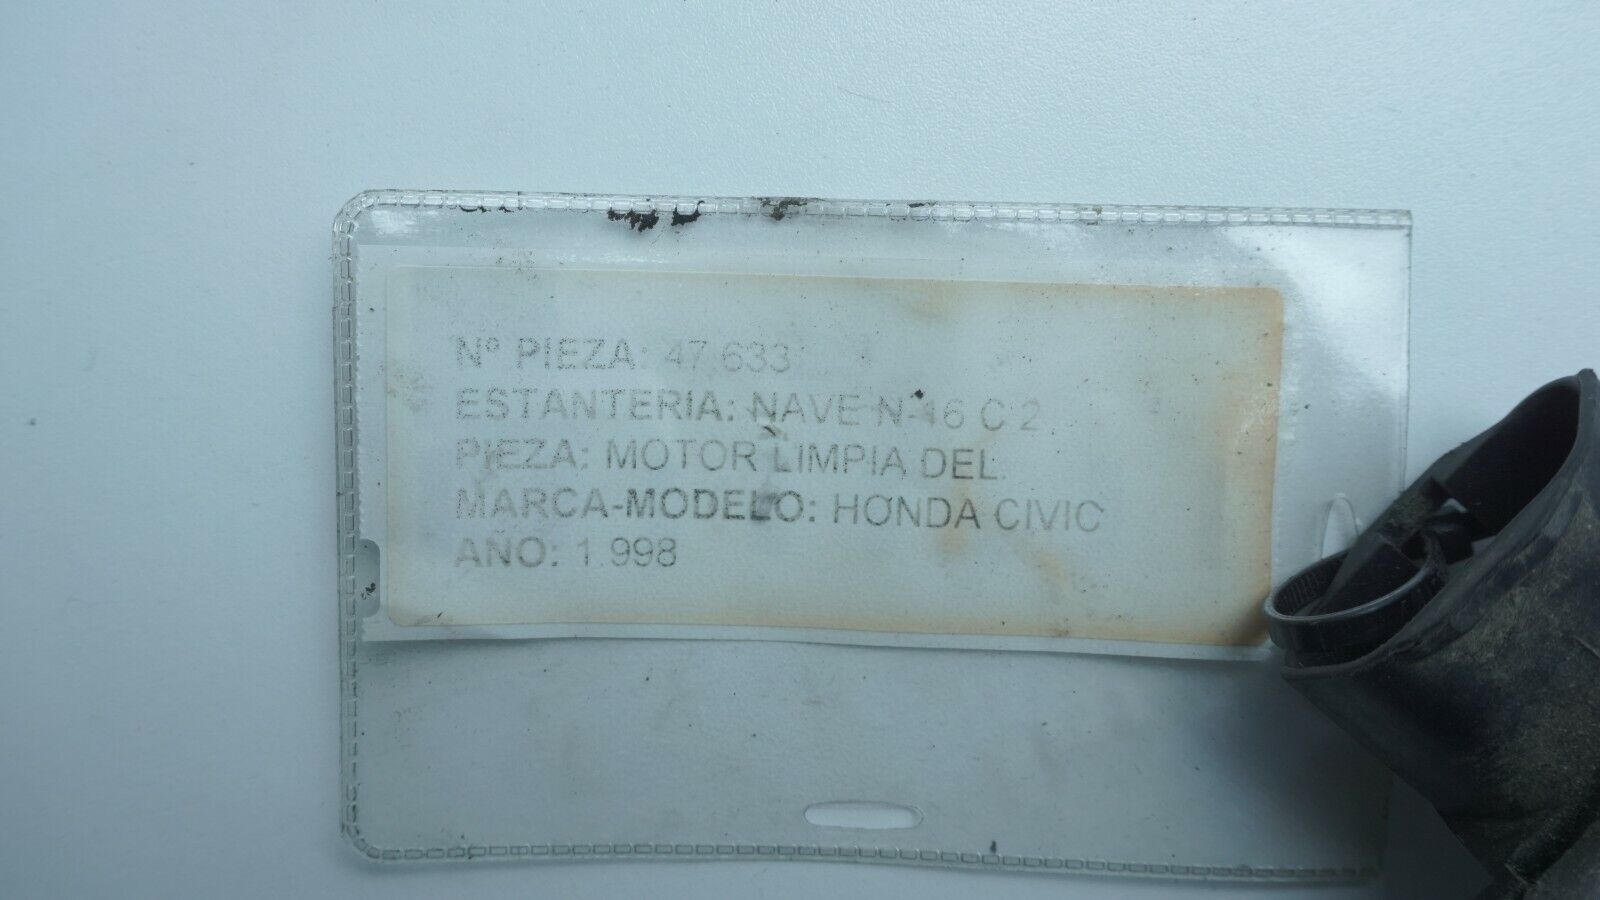 Nº PIEZA: 47.633
ESTANTERIA: NAVE N-16 C 2
PIEZA: MOTOR LIMPIA DEL.
MARCA-MODELO: HONDA CIVIC
AÑO: 1.998